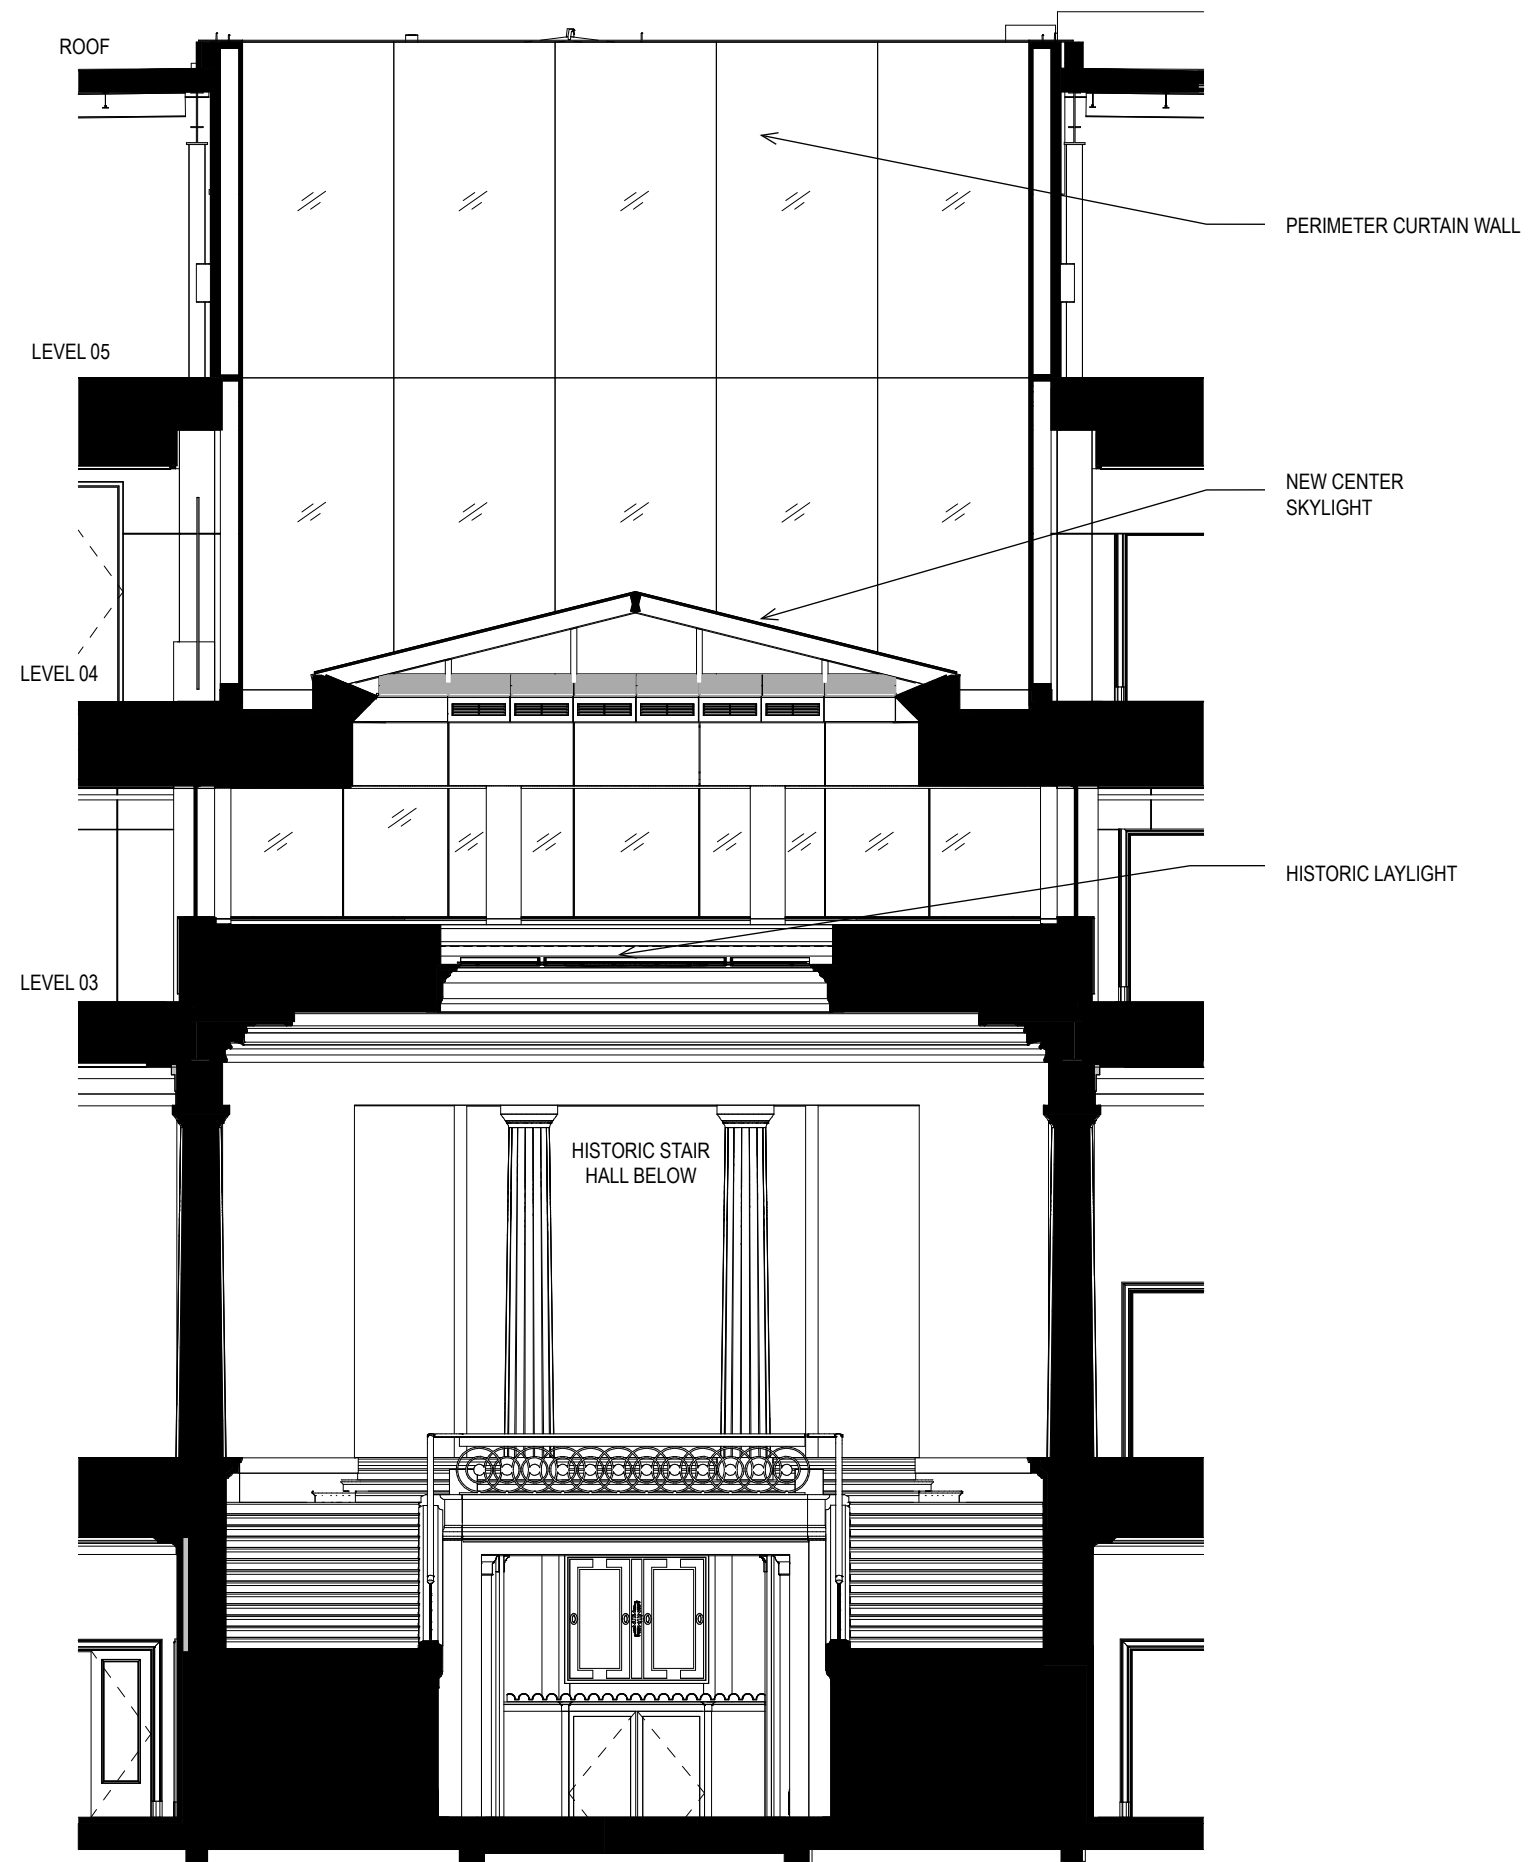 ROOF
PERIMETER CURTAIN WALL
LEVEL 05
NEW CENTER
SKYLIGHT
LEVEL 04
HISTORIC LAYLIGHT
LEVEL 03
HISTORIC STAIR
HALL BELOW